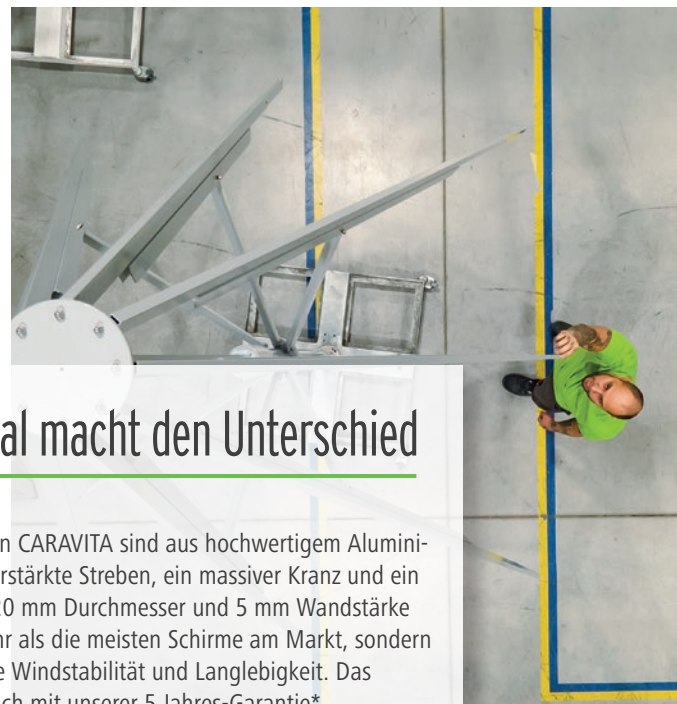 al macht den Unterschied
n CARAVITA sind aus hochwertigem Alumini-
rstärkte Streben, ein massiver Kranz und ein
20 mm Durchmesser und 5 mm Wandstärke
hr als die meisten Schirme am Markt, sondern
e Windstabilität und Langlebigkeit. Das
ch mit unserer 5 Jahres-Garantie*